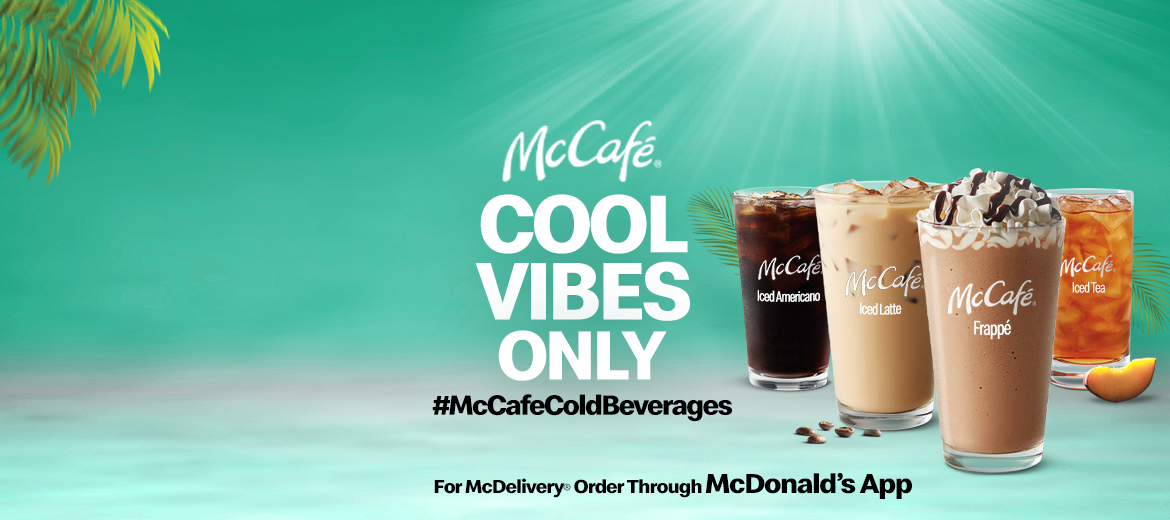 McCafé®
COOL
VIBES
ONLY
#McCafeColdBeverages
McCafé
Iced Americano
McCafé
Iced Latte
McCafé®
Frappé
McCafé
Iced Tea
For McDelivery® Order Through McDonald's App